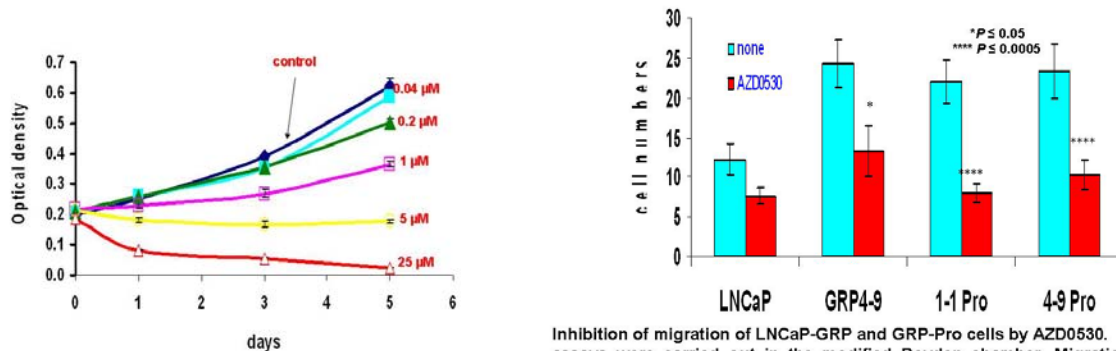 Optical density
0.7
0.6
0.5
0.4
0.3
0.2
0.1
0.0
control
0.04 µM
0.2 µM
1 µM
5 µM
25 µM
0 1 2 3 4 5 6
days
cell numbers
30
25
20
15
10
5
0
none
AZD0530
*P ≤ 0.05
**** P ≤ 0.0005
*
****
****
LNCaP GRP4-9 1-1 Pro 4-9 Pro
Inhibition of migration of LNCaP-GRP and GRP-Pro cells by AZD0530.